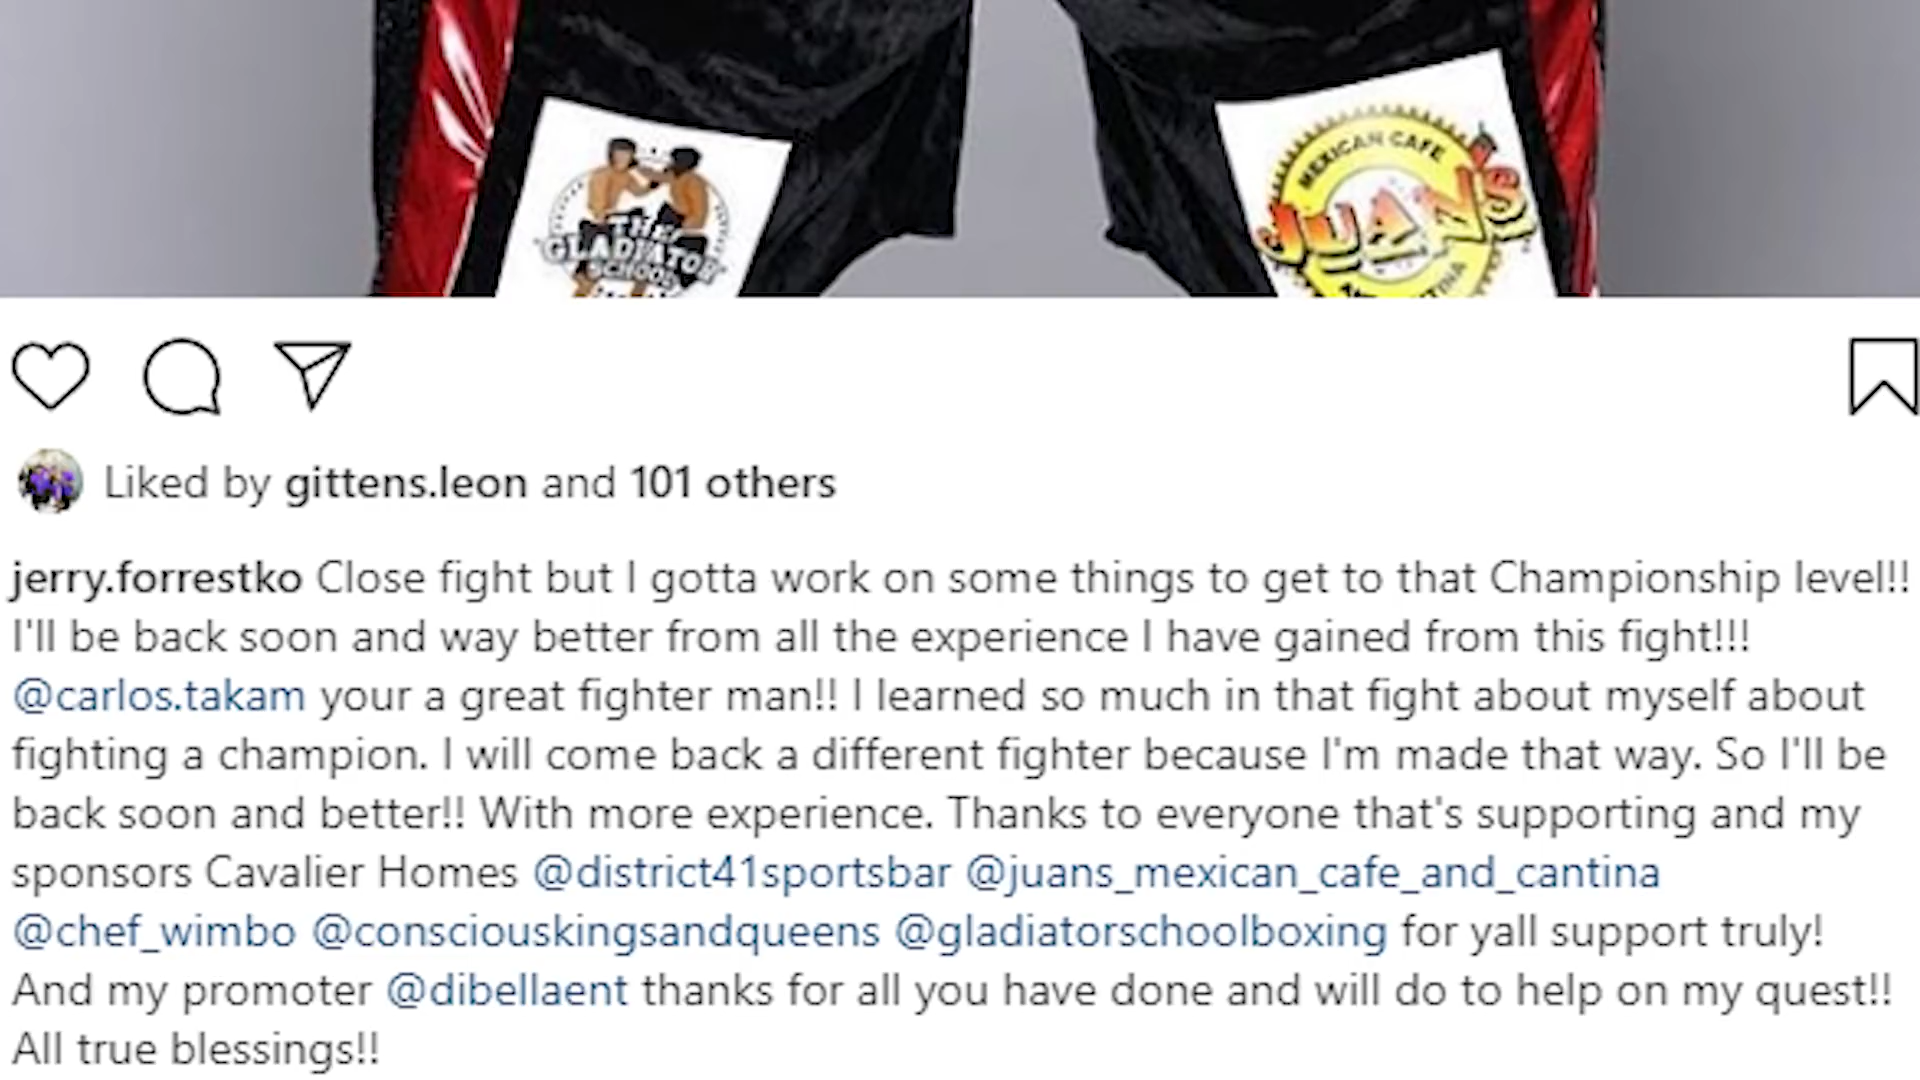 THE
GLADIATOR
SCHOOL
MEXICAN CAFE
JUAN'S
Liked by gittens.leon and 101 others
jerry.forrestko Close fight but I gotta work on some things to get to that Championship level!!
I'll be back soon and way better from all the experience I have gained from this fight!!!
@carlos.takam your a great fighter man!! I learned so much in that fight about myself about
fighting a champion. I will come back a different fighter because I'm made that way. So I'll be
back soon and better!! With more experience. Thanks to everyone that's supporting and my
sponsors Cavalier Homes @district41sportsbar @juans_mexican_cafe_and_cantina
@chef_wimbo @consciouskingsandqueens @gladiatorschoolboxing for yall support truly!
And my promoter @dibellaent thanks for all you have done and will do to help on my quest!!
All true blessings!!